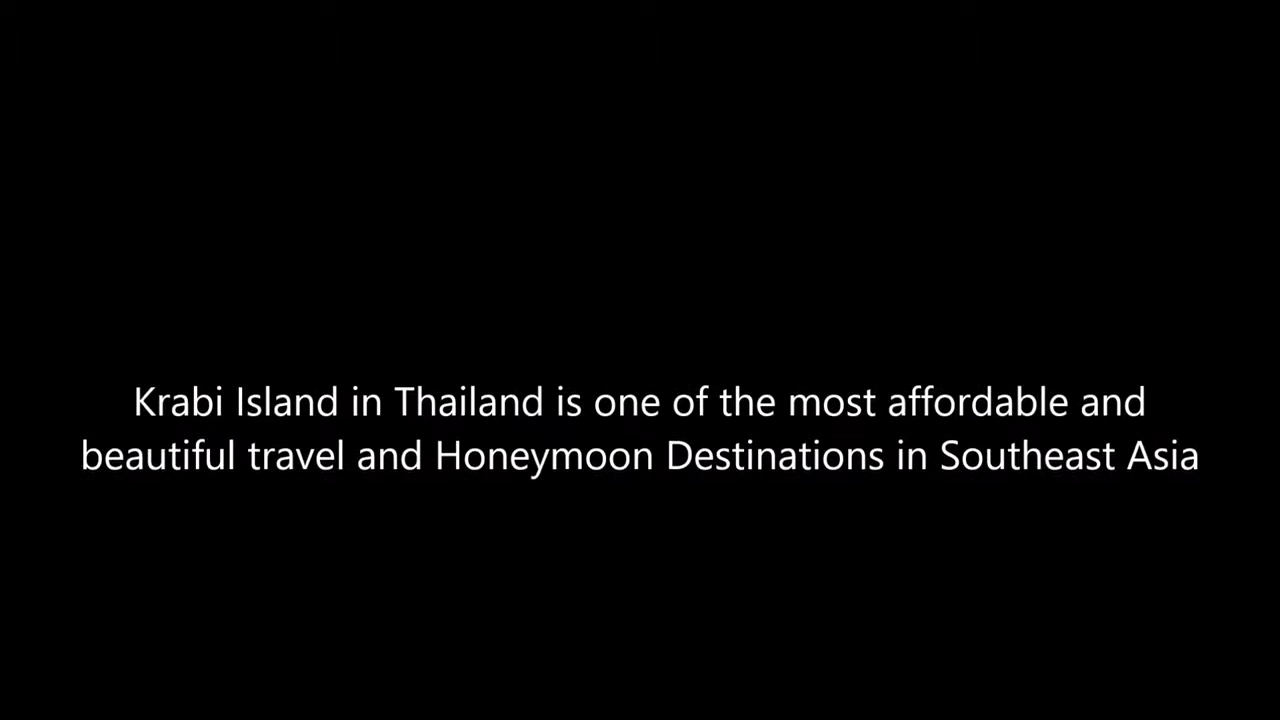 Krabi Island in Thailand is one of the most affordable and
beautiful travel and Honeymoon Destinations in Southeast Asia